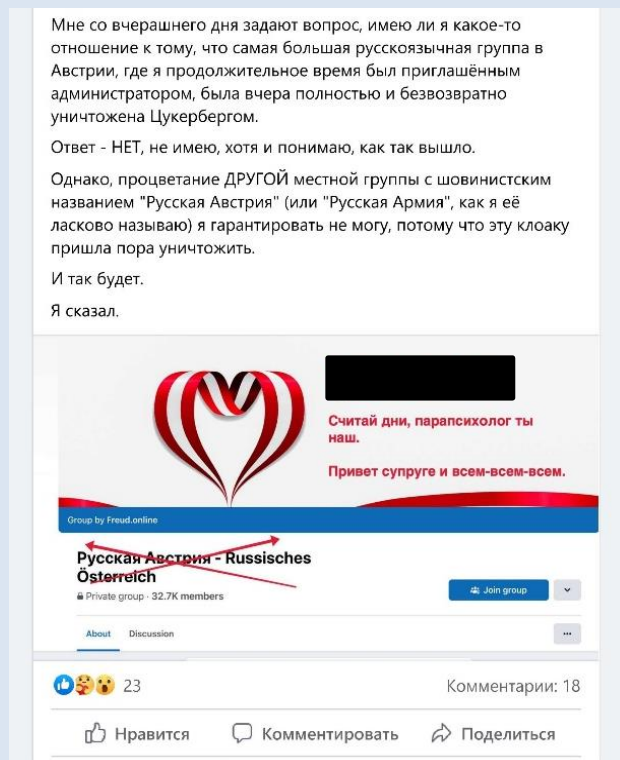 Мне со вчерашнего дня задают вопрос, имею ли я какое-то
отношение к тому, что самая большая русскоязычная группа в
Австрии, где я продолжительное время был приглашённым
администратором, была вчера полностью и безвозвратно
уничтожена Цукербергом.
Ответ - НЕТ, не имею, хотя и понимаю, как так вышло.
Однако, процветание ДРУГОЙ местной группы с шовинистским
названием "Русская Австрия" (или "Русская Армия", как я её
ласково называю) я гарантировать не могу, потому что эту клоаку
пришла пора уничтожить.
И так будет.
Я сказал.
Считай дни, парапсихолог ты
наш.
Привет супруге и всем-всем-всем.
Group by Freud.online
Русская Австрия - Russisches
Österreich
Private group · 32.7K members
Join group
About Discussion
23
Комментарии: 18
Нравится Комментировать Поделиться